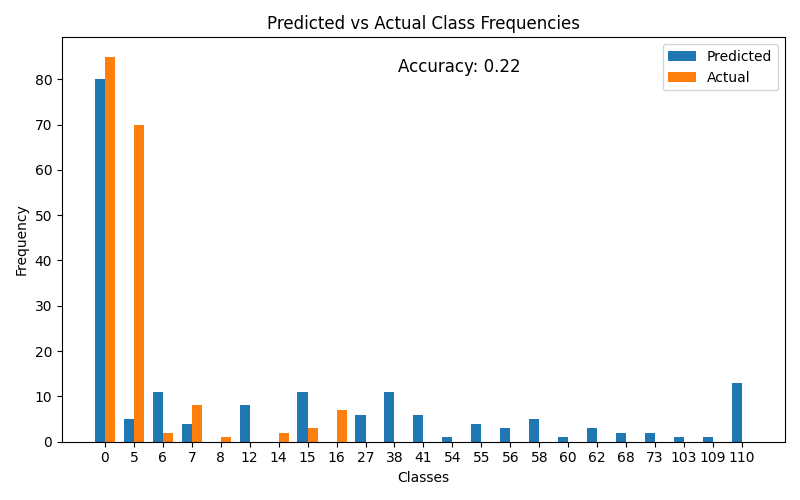 Predicted vs Actual Class Frequencies
Accuracy: 0.22
Predicted
Actual
Frequency
80
70
60
50
40
30
20
10
0
0 5 6 7 8 12 14 15 16 27 38 41 54 55 56 58 60 62 68 73 103 109 110
Classes